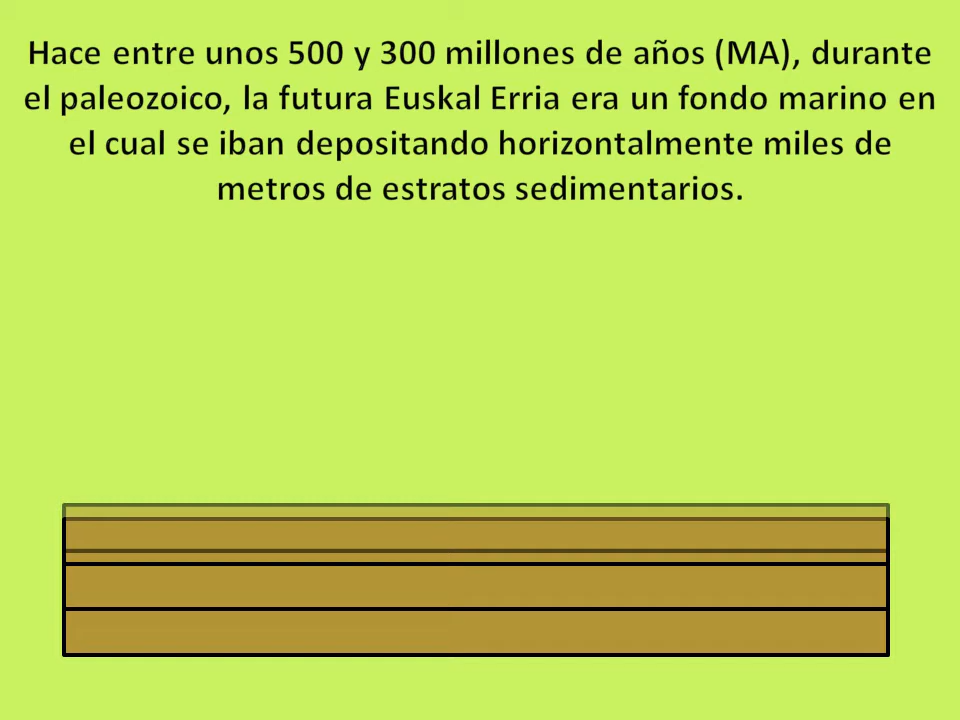 Hace entre unos 500 y 300 millones de años (MA), durante
el paleozoico, la futura Euskal Erria era un fondo marino en
el cual se iban depositando horizontalmente miles de
metros de estratos sedimentarios.